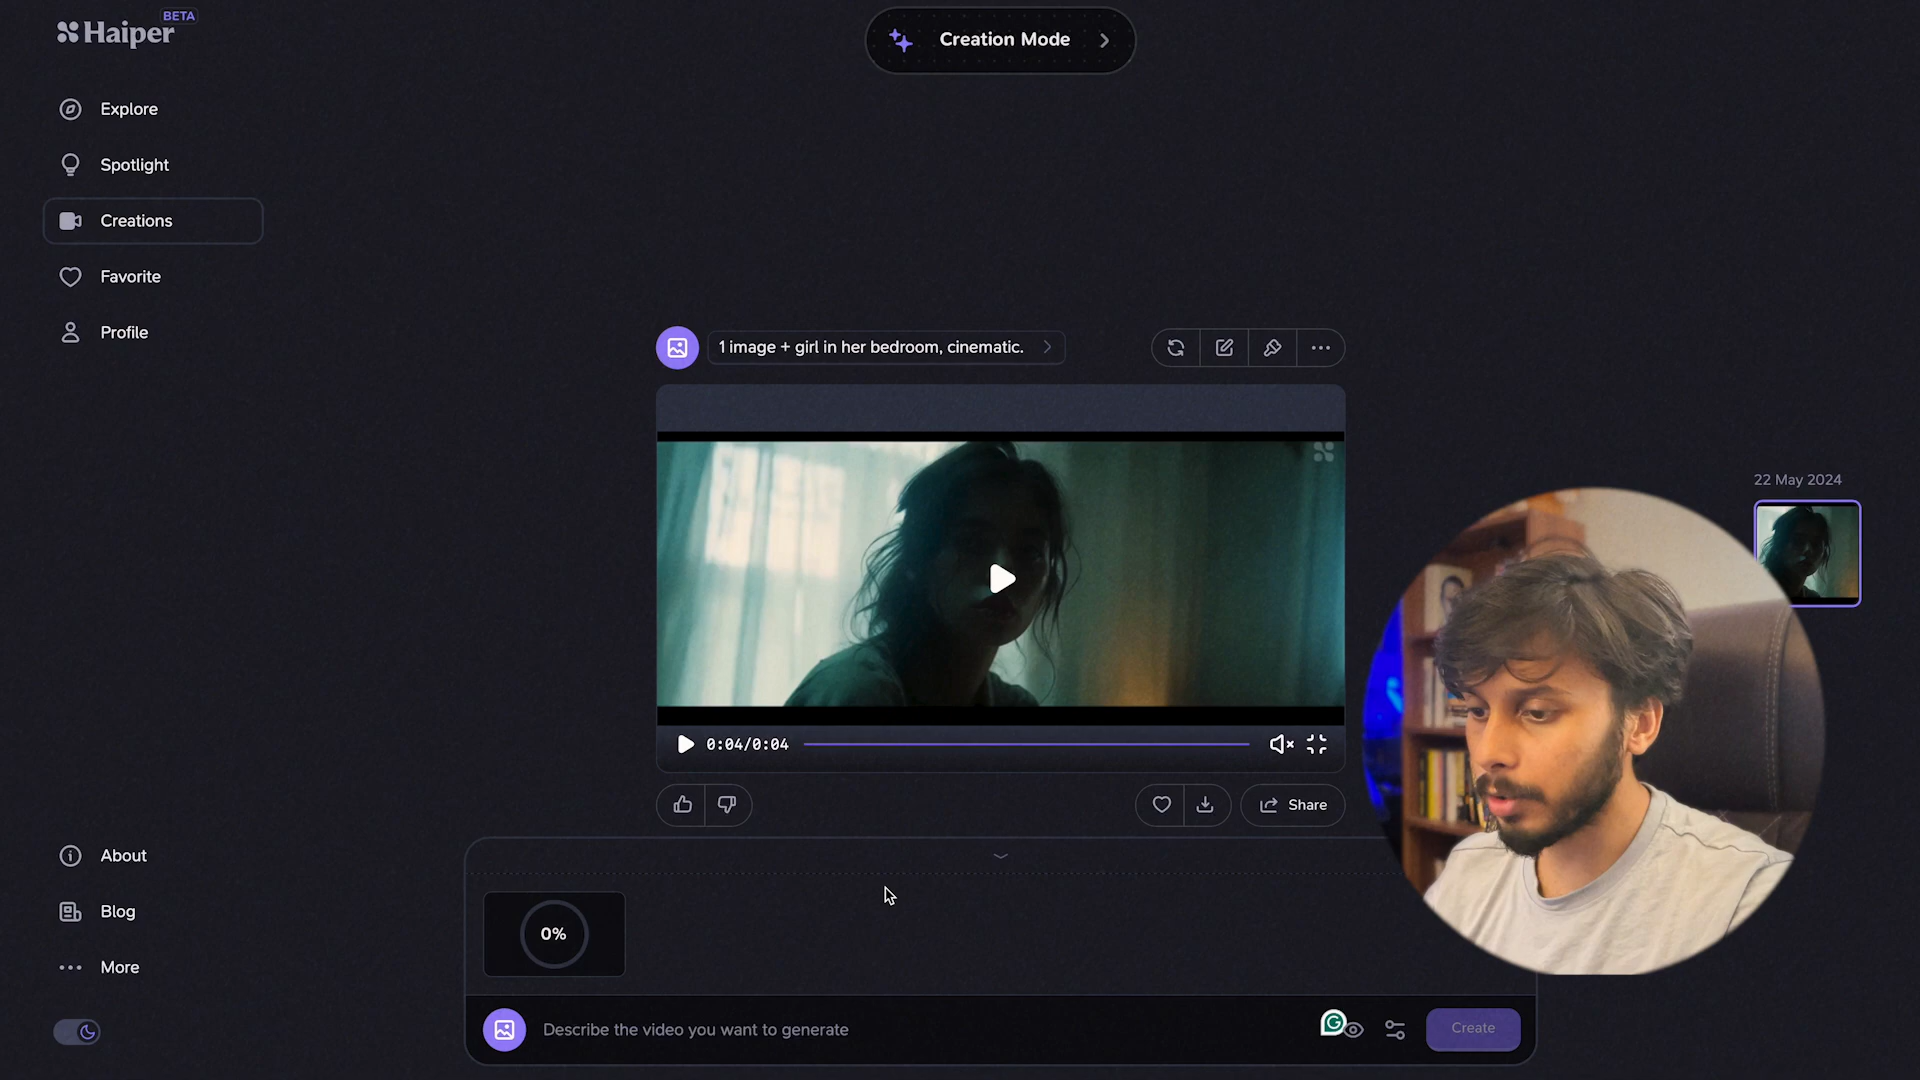 Haiper
BETA
Creation Mode
Explore
Spotlight
Creations
Favorite
Profile
1 image + girl in her bedroom, cinematic.
22 May 2024
0:04/0:04
Share
About
Blog
More
0%
Describe the video you want to generate
Create